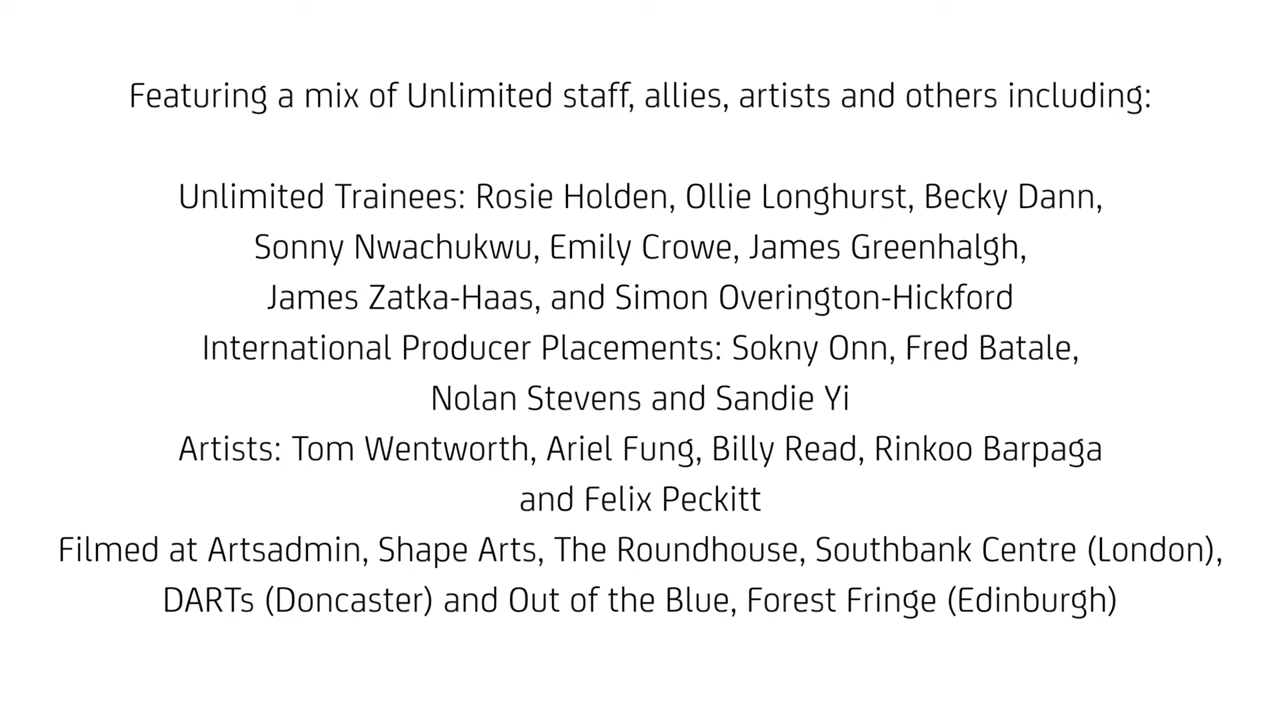 Featuring a mix of Unlimited staff, allies, artists and others including:
Unlimited Trainees: Rosie Holden, Ollie Longhurst, Becky Dann,
Sonny Nwachukwu, Emily Crowe, James Greenhalgh,
James Zatka-Haas, and Simon Overington-Hickford
International Producer Placements: Sokny Onn, Fred Batale,
Nolan Stevens and Sandie Yi
Artists: Tom Wentworth, Ariel Fung, Billy Read, Rinkoo Barpaga
and Felix Peckitt
Filmed at Artsadmin, Shape Arts, The Roundhouse, Southbank Centre (London),
DARTs (Doncaster) and Out of the Blue, Forest Fringe (Edinburgh)